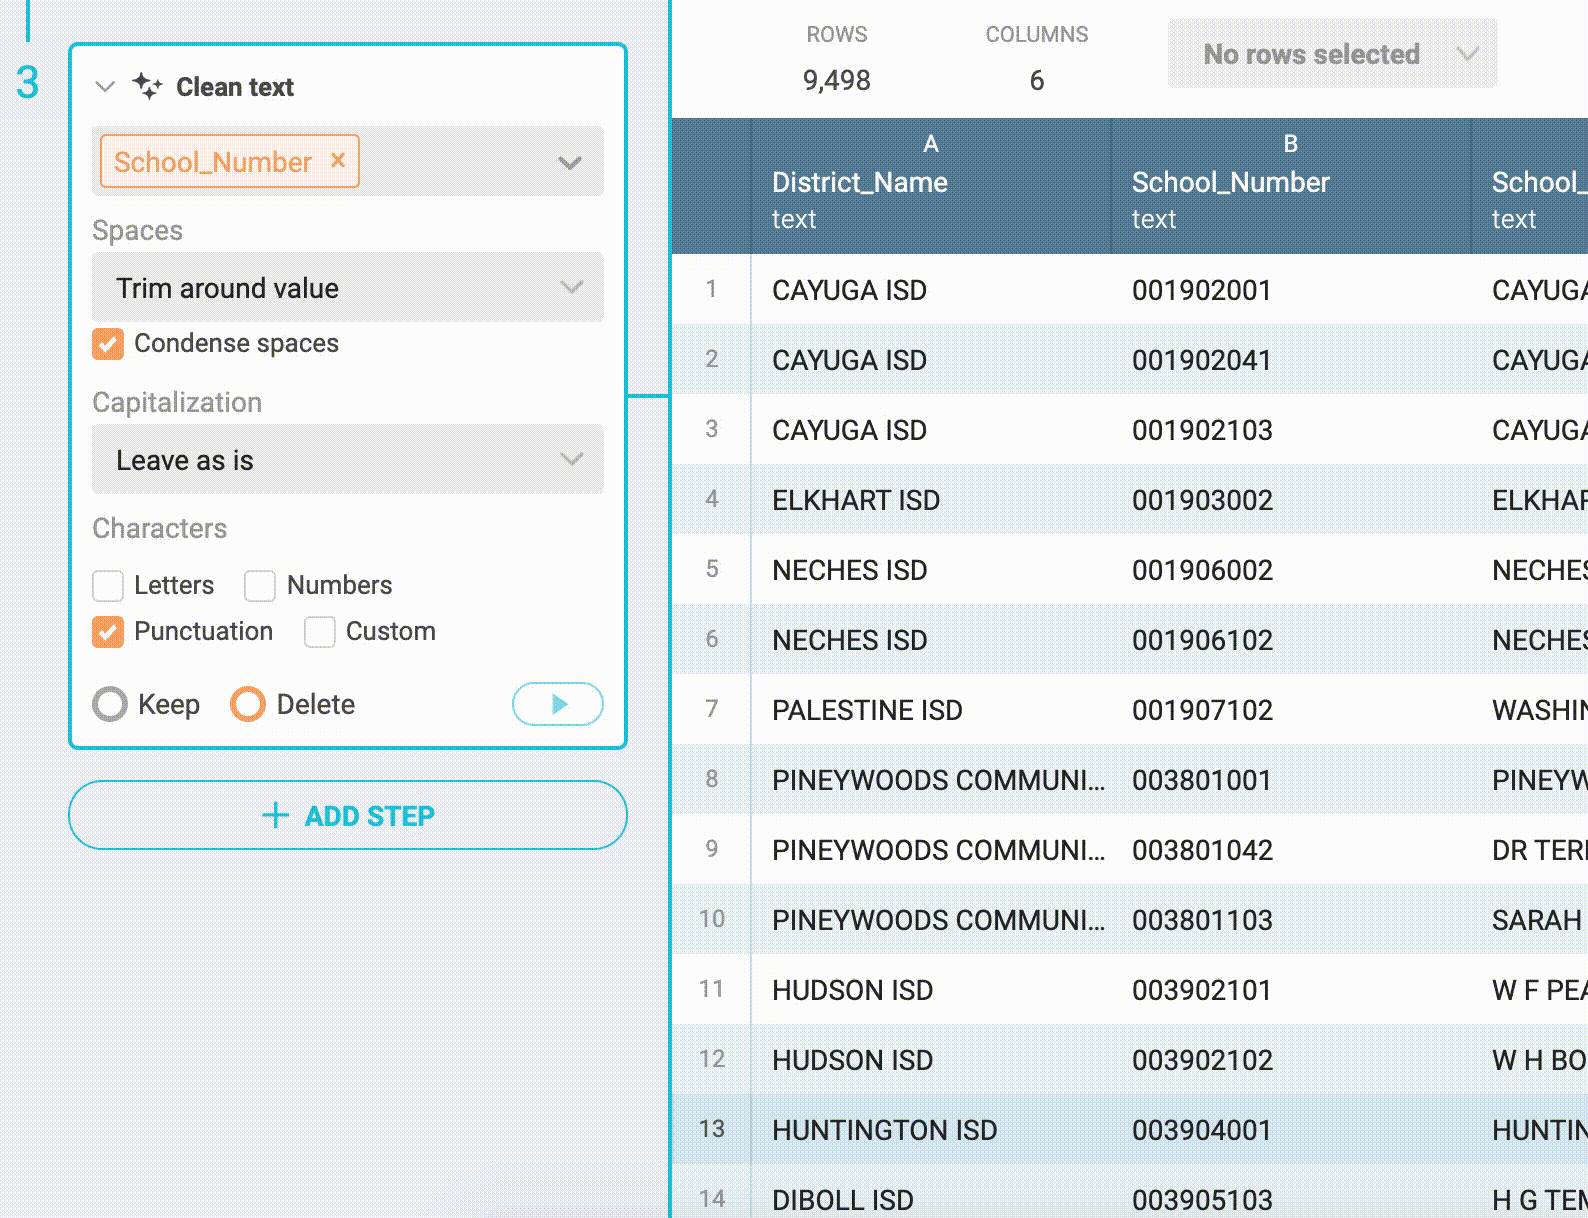 3
Clean text
School_Number ×
Spaces
Trim around value
Condense spaces
Capitalization
Leave as is
Characters
Letters Numbers
Punctuation Custom
Keep Delete
ADD STEP
ROWS COLUMNS
9,498 6
No rows selected
A B
District_Name School_Number School_
text text text
1 CAYUGA ISD 001902001 CAYUGA
2 CAYUGA ISD 001902041 CAYUGA
3 CAYUGA ISD 001902103 CAYUGA
4 ELKHART ISD 001903002 ELKHAR
5 NECHES ISD 001906002 NECHES
6 NECHES ISD 001906102 NECHES
7 PALESTINE ISD 001907102 WASHIN
8 PINEYWOODS COMMUNI... 003801001 PINEYW
9 PINEYWOODS COMMUNI... 003801042 DR TER
10 PINEYWOODS COMMUNI... 003801103 SARAH
11 HUDSON ISD 003902101 W F PEA
12 HUDSON ISD 003902102 W H BO
13 HUNTINGTON ISD 003904001 HUNTIN
14 DIBOLL ISD 003905103 H G TEM